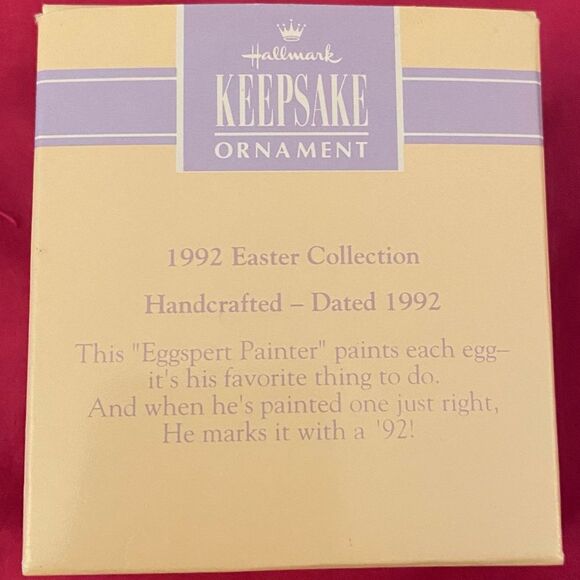 Hallmark
KEEPSAKE
ORNAMENT
1992 Easter Collection
Handcrafted – Dated 1992
This "Eggspert Painter" paints each egg–
it's his favorite thing to do.
And when he's painted one just right,
He marks it with a '92!